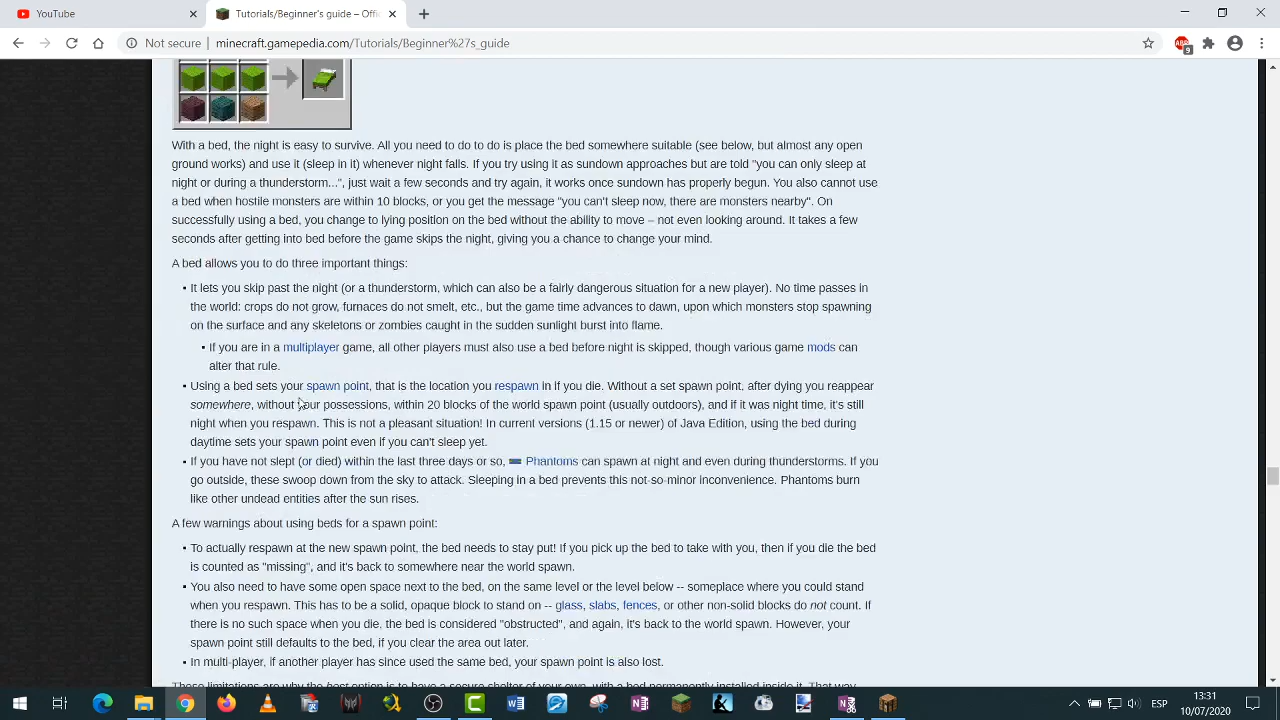 YouTube
Tutorials/Beginner's guide – Offi
Not secure | minecraft.gamepedia.com/Tutorials/Beginner%27s_guide
9
With a bed, the night is easy to survive. All you need to do to do is place the bed somewhere suitable (see below, but almost any open
ground works) and use it (sleep in it) whenever night falls. If you try using it as sundown approaches but are told "you can only sleep at
night or during a thunderstorm...", just wait a few seconds and try again, it works once sundown has properly begun. You also cannot use
a bed when hostile monsters are within 10 blocks, or you get the message "you can't sleep now, there are monsters nearby". On
successfully using a bed, you change to lying position on the bed without the ability to move – not even looking around. It takes a few
seconds after getting into bed before the game skips the night, giving you a chance to change your mind.
A bed allows you to do three important things:
• It lets you skip past the night (or a thunderstorm, which can also be a fairly dangerous situation for a new player). No time passes in
the world: crops do not grow, furnaces do not smelt, etc., but the game time advances to dawn, upon which monsters stop spawning
on the surface and any skeletons or zombies caught in the sudden sunlight burst into flame.
• If you are in a multiplayer game, all other players must also use a bed before night is skipped, though various game mods can
alter that rule.
• Using a bed sets your spawn point, that is the location you respawn in if you die. Without a set spawn point, after dying you reappear
somewhere, without your possessions, within 20 blocks of the world spawn point (usually outdoors), and if it was night time, it's still
night when you respawn. This is not a pleasant situation! In current versions (1.15 or newer) of Java Edition, using the bed during
daytime sets your spawn point even if you can't sleep yet.
• If you have not slept (or died) within the last three days or so, Phantoms can spawn at night and even during thunderstorms. If you
go outside, these swoop down from the sky to attack. Sleeping in a bed prevents this not-so-minor inconvenience. Phantoms burn
like other undead entities after the sun rises.
A few warnings about using beds for a spawn point:
• To actually respawn at the new spawn point, the bed needs to stay put! If you pick up the bed to take with you, then if you die the bed
is counted as "missing", and it's back to somewhere near the world spawn.
• You also need to have some open space next to the bed, on the same level or the level below -- someplace where you could stand
when you respawn. This has to be a solid, opaque block to stand on -- glass, slabs, fences, or other non-solid blocks do not count. If
there is no such space when you die, the bed is considered "obstructed", and again, it's back to the world spawn. However, your
spawn point still defaults to the bed, if you clear the area out later.
• In multi-player, if another player has since used the same bed, your spawn point is also lost.
These limitations are why the best option is to have a secure shelter of your own, with a bed permanently installed inside it. That way
ESP
13:31
10/07/2020